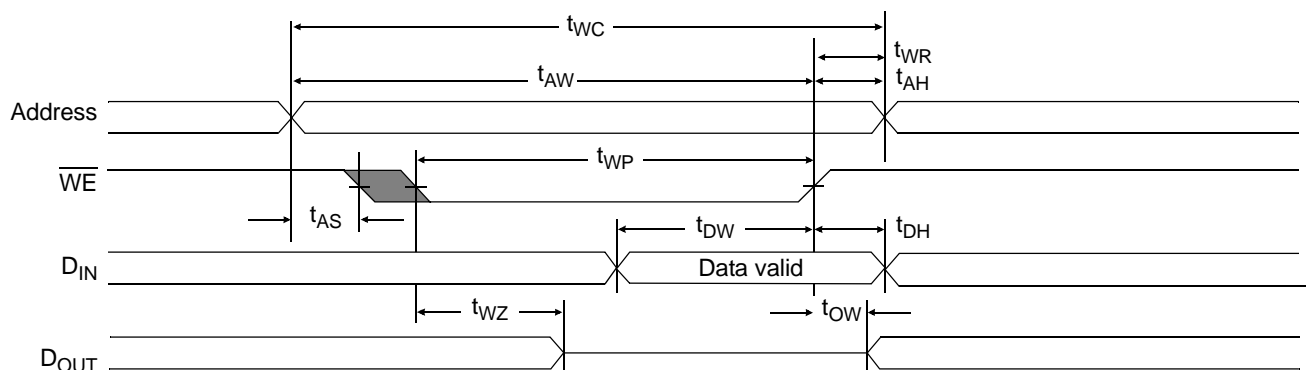 tWC
tWR
tAW
tAH
Address
tWP
WE
tAS
tDW
tDH
DIN
Data valid
tWZ
tOW
DOUT